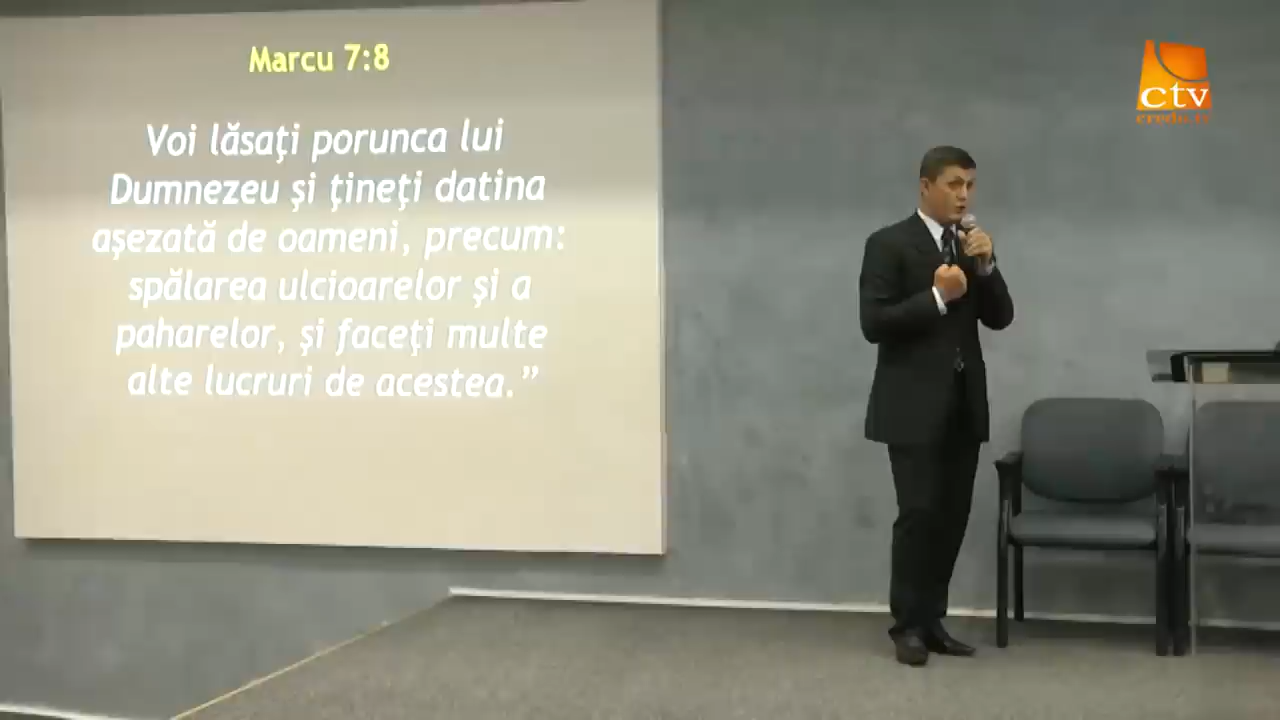 Marcu 7:8
Voi lăsaţi porunca lui
Dumnezeu şi ţineţi datina
aşezată de oameni, precum:
spălarea ulcioarelor şi a
paharelor, şi faceţi multe
alte lucruri de acestea.”
ctv